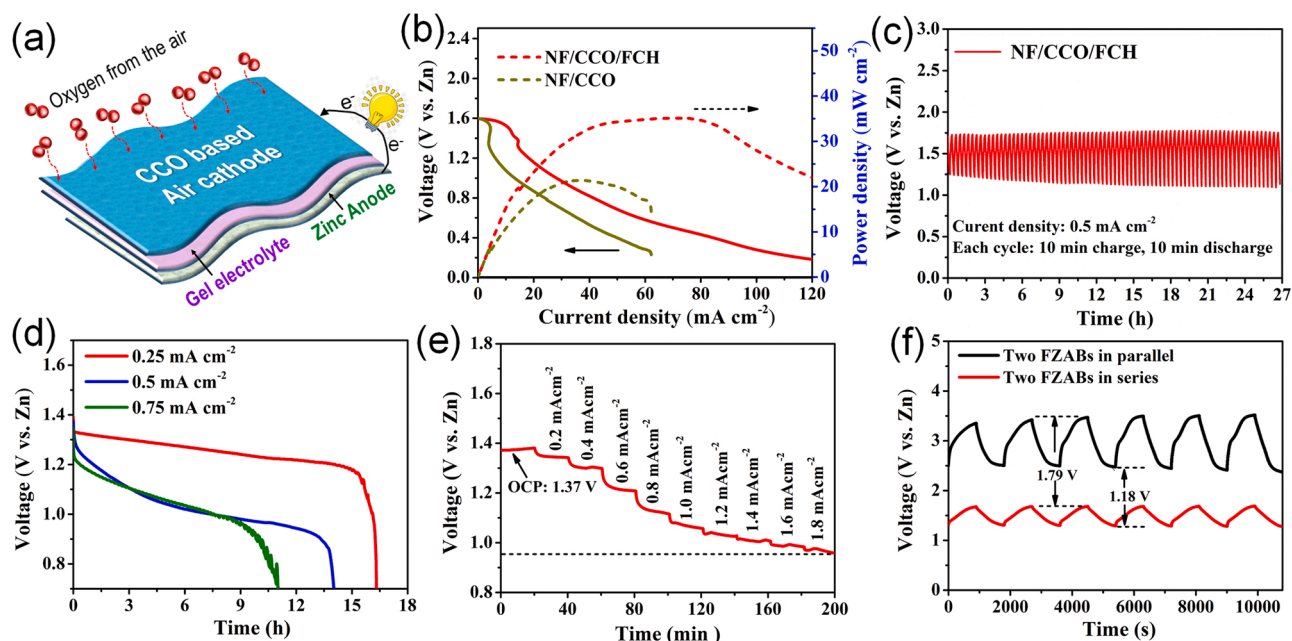 (a)
Oxygen from the air
e-
e-
CCO based
Air cathode
Zinc Anode
Gel electrolyte
(b)
NF/CCO/FCH
NF/CCO
Voltage (V vs. Zn)
2.4
2.0
1.6
1.2
0.8
0.4
0.0
0 20 40 60 80 100 120
Current density (mA cm-2)
50
40
30
20
10
0
Power density (mW cm-2)
(c)
NF/CCO/FCH
Voltage (V vs. Zn)
3.0
2.5
2.0
1.5
1.0
0.5
0.0
Curent density: 0.5 mA cm-2
Each cycle: 10 min charge, 10 min discharge
0 3 6 9 12 15 18 21 24 27
Time (h)
(d)
0.25 mA cm-2
0.5 mA cm-2
0.75 mA cm-2
Voltage (V vs. Zn)
1.6
1.4
1.2
1.0
0.8
0 3 6 9 12 15 18
Time (h)
(e)
Voltage (V vs. Zn)
1.8
1.6
1.4
1.2
1.0
0.8
OCP: 1.37 V
0.2 mAcm-2
0.4 mAcm-2
0.6 mAcm-2
0.8 mAcm-2
1.0 mAcm-2
1.2 mAcm-2
1.4 mAcm-2
1.6 mAcm-2
1.8 mAcm-2
0 40 80 120 160 200
Time (min )
(f)
Two FZABs in parallel
Two FZABs in series
Voltage (V vs. Zn)
5
4
3
2
1
0
1.79 V
1.18 V
0 2000 4000 6000 8000 10000
Time (s)